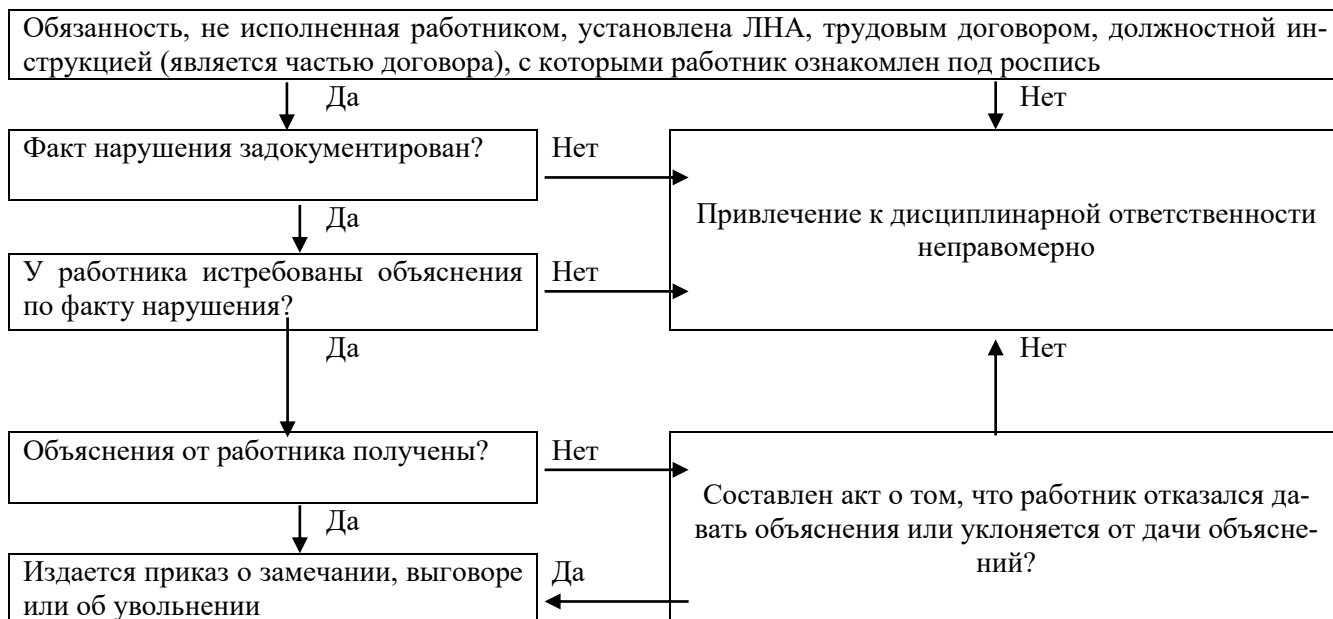 Обязанность, не исполненная работником, установлена ЛНА, трудовым договором, должностной ин-
струкцией (является частью договора), с которыми работник ознакомлен под роспись
Да
Нет
Факт нарушения задокументирован?
Нет
Привлечение к дисциплинарной ответственности
неправомерно
Да
У работника истребованы объяснения
по факту нарушения?
Нет
Да
Нет
Объяснения от работника получены?
Нет
Составлен акт о том, что работник отказался да-
вать объяснения или уклоняется от дачи объясне-
ний?
Да
Издается приказ о замечании, выговоре
или об увольнении
Да